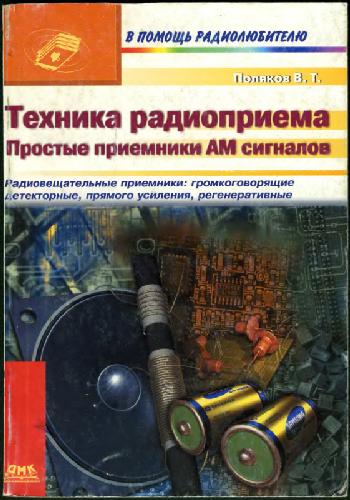 В ПОМОЩЬ РАДИОЛЮБИТЕЛЮ
Поляков В. Т.
Техника радиоприема
Простые приемники АМ сигналов
Радиовещательные приемники: громкоговорящие
детекторные, прямого усиления, регенеративные
ДМК